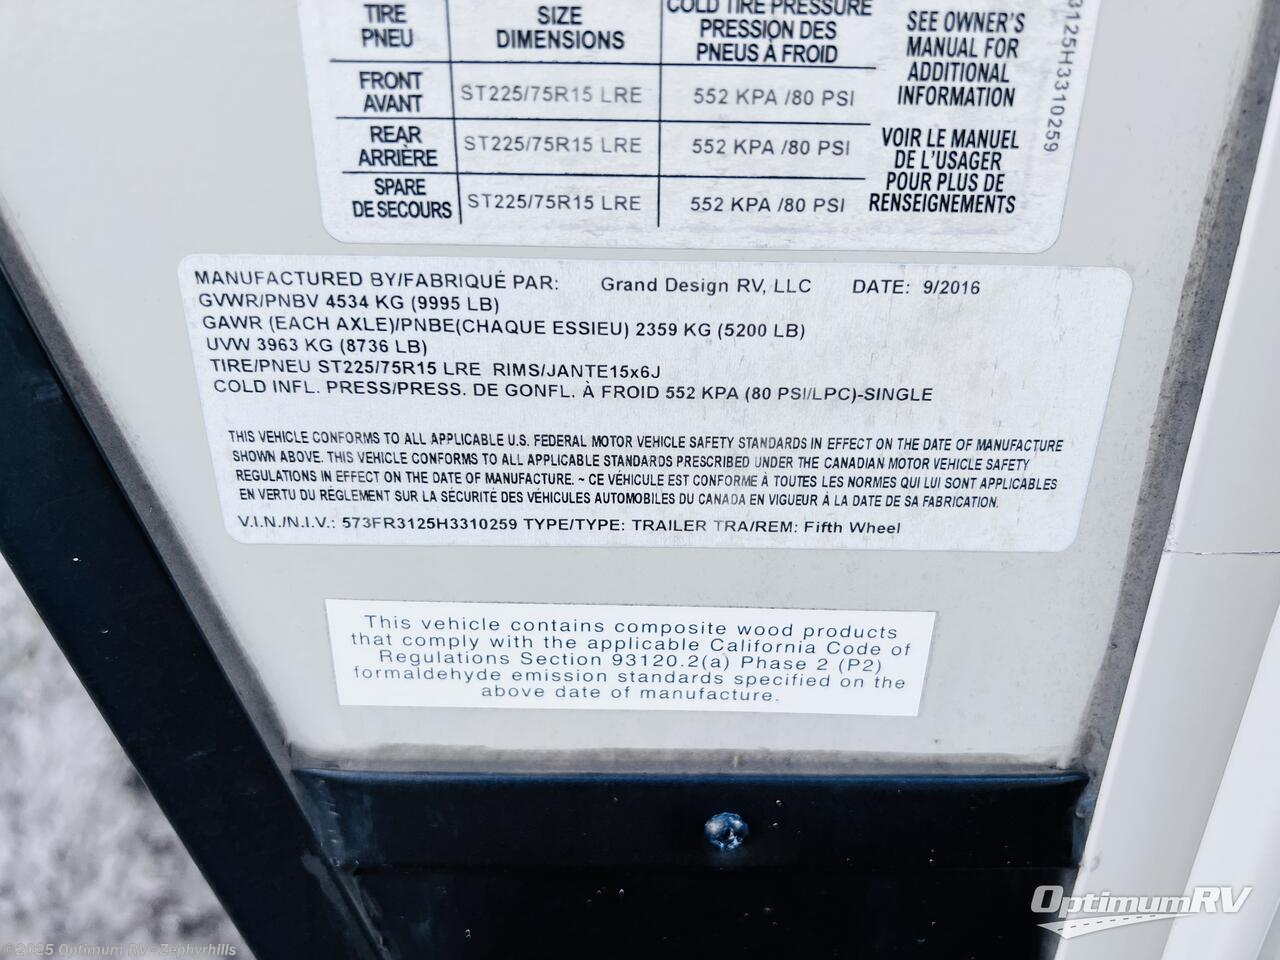 TIRE
PNEU
SIZE
DIMENSIONS
COLD TIRE PRESSURE
PRESSION DES
PNEUS À FROID
SEE OWNER'S
MANUAL FOR
ADDITIONAL
INFORMATION
VOIR LE MANUEL
DE L'USAGER
POUR PLUS DE
RENSEIGNEMENTS
3125H3310259
FRONT
AVANT
ST225/75R15 LRE
552 KPA /80 PSI
REAR
ARRIÈRE
ST225/75R15 LRE
552 KPA /80 PSI
SPARE
DE SECOURS
ST225/75R15 LRE
552 KPA /80 PSI
MANUFACTURED BY/FABRIQUÉ PAR: Grand Design RV, LLC DATE: 9/2016
GVWR/PNBV 4534 KG (9995 LB)
GAWR (EACH AXLE)/PNBE(CHAQUE ESSIEU) 2359 KG (5200 LB)
UVW 3963 KG (8736 LB)
TIRE/PNEU ST225/75R15 LRE RIMS/JANTE15x6J
COLD INFL. PRESS/PRESS. DE GONFL. À FROID 552 KPA (80 PSI/LPC)-SINGLE
THIS VEHICLE CONFORMS TO ALL APPLICABLE U.S. FEDERAL MOTOR VEHICLE SAFETY STANDARDS IN EFFECT ON THE DATE OF MANUFACTURE
SHOWN ABOVE. THIS VEHICLE CONFORMS TO ALL APPLICABLE STANDARDS PRESCRIBED UNDER THE CANADIAN MOTOR VEHICLE SAFETY
REGULATIONS IN EFFECT ON THE DATE OF MANUFACTURE. ~ CE VÉHICULE EST CONFORME À TOUTES LES NORMES QUI LUI SONT APPLICABLES
EN VERTU DU RÉGLEMENT SUR LA SÉCURITÉ DES VÉHICULES AUTOMOBILES DU CANADA EN VIGUEUR À LA DATE DE SA FABRICATION.
V.I.N./N.I.V.: 573FR3125H3310259 TYPE/TYPE: TRAILER TRA/REM: Fifth Wheel
This vehicle contains composite wood products
that comply with the applicable California Code of
Regulations Section 93120.2(a) Phase 2 (P2)
formaldehyde emission standards specified on the
above date of manufacture.
OptimumRV
©2025 Optimum RV - Zephyrhills